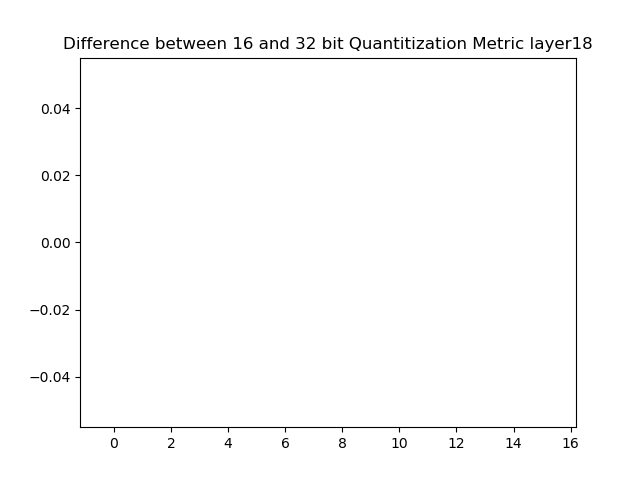 Difference between 16 and 32 bit Quantitization Metric layer18
0.04
0.02
0.00
−0.02
−0.04
0 2 4 6 8 10 12 14 16